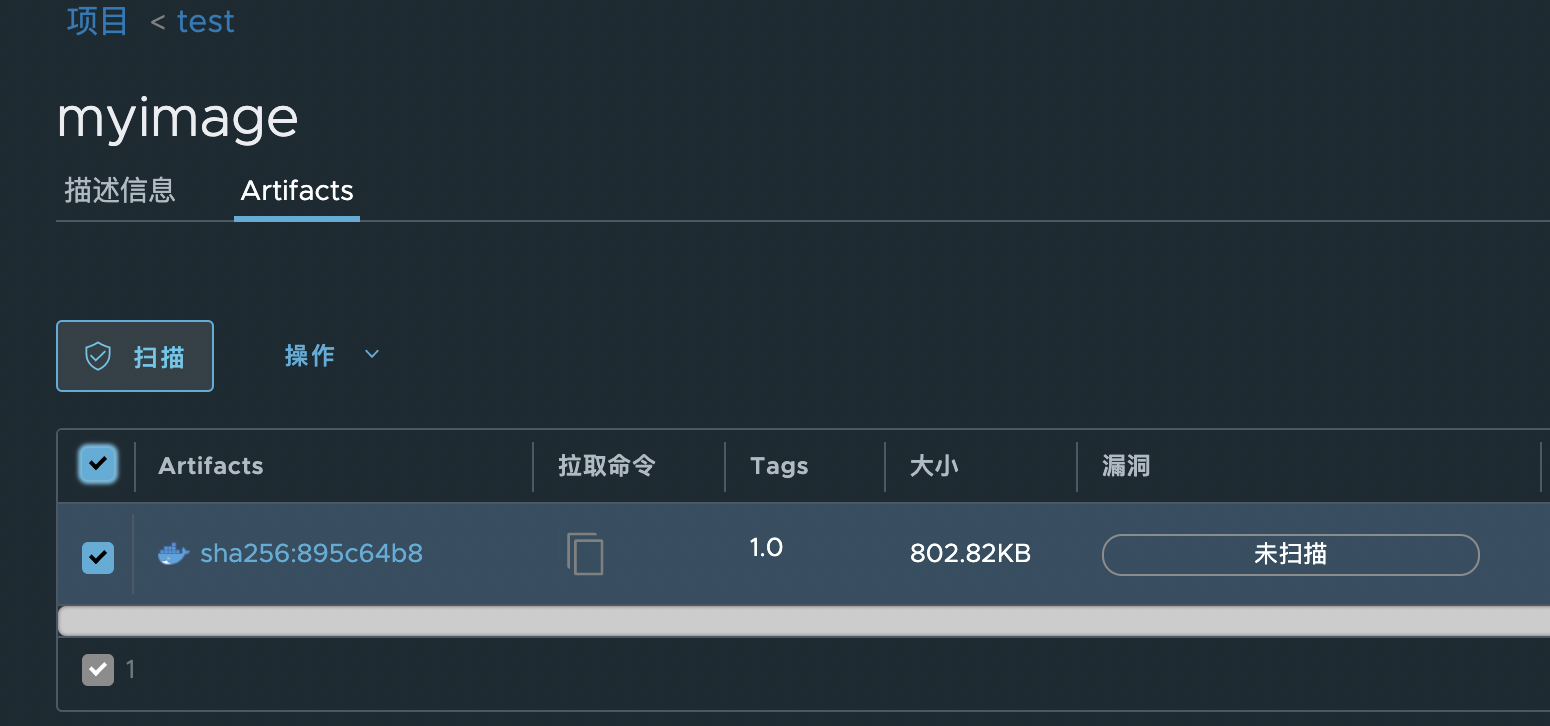 项目 < test
myimage
描述信息 Artifacts
扫描 操作
Artifacts 拉取命令 Tags 大小 漏洞
sha256:895c64b8 1.0 802.82KB 未扫描
1